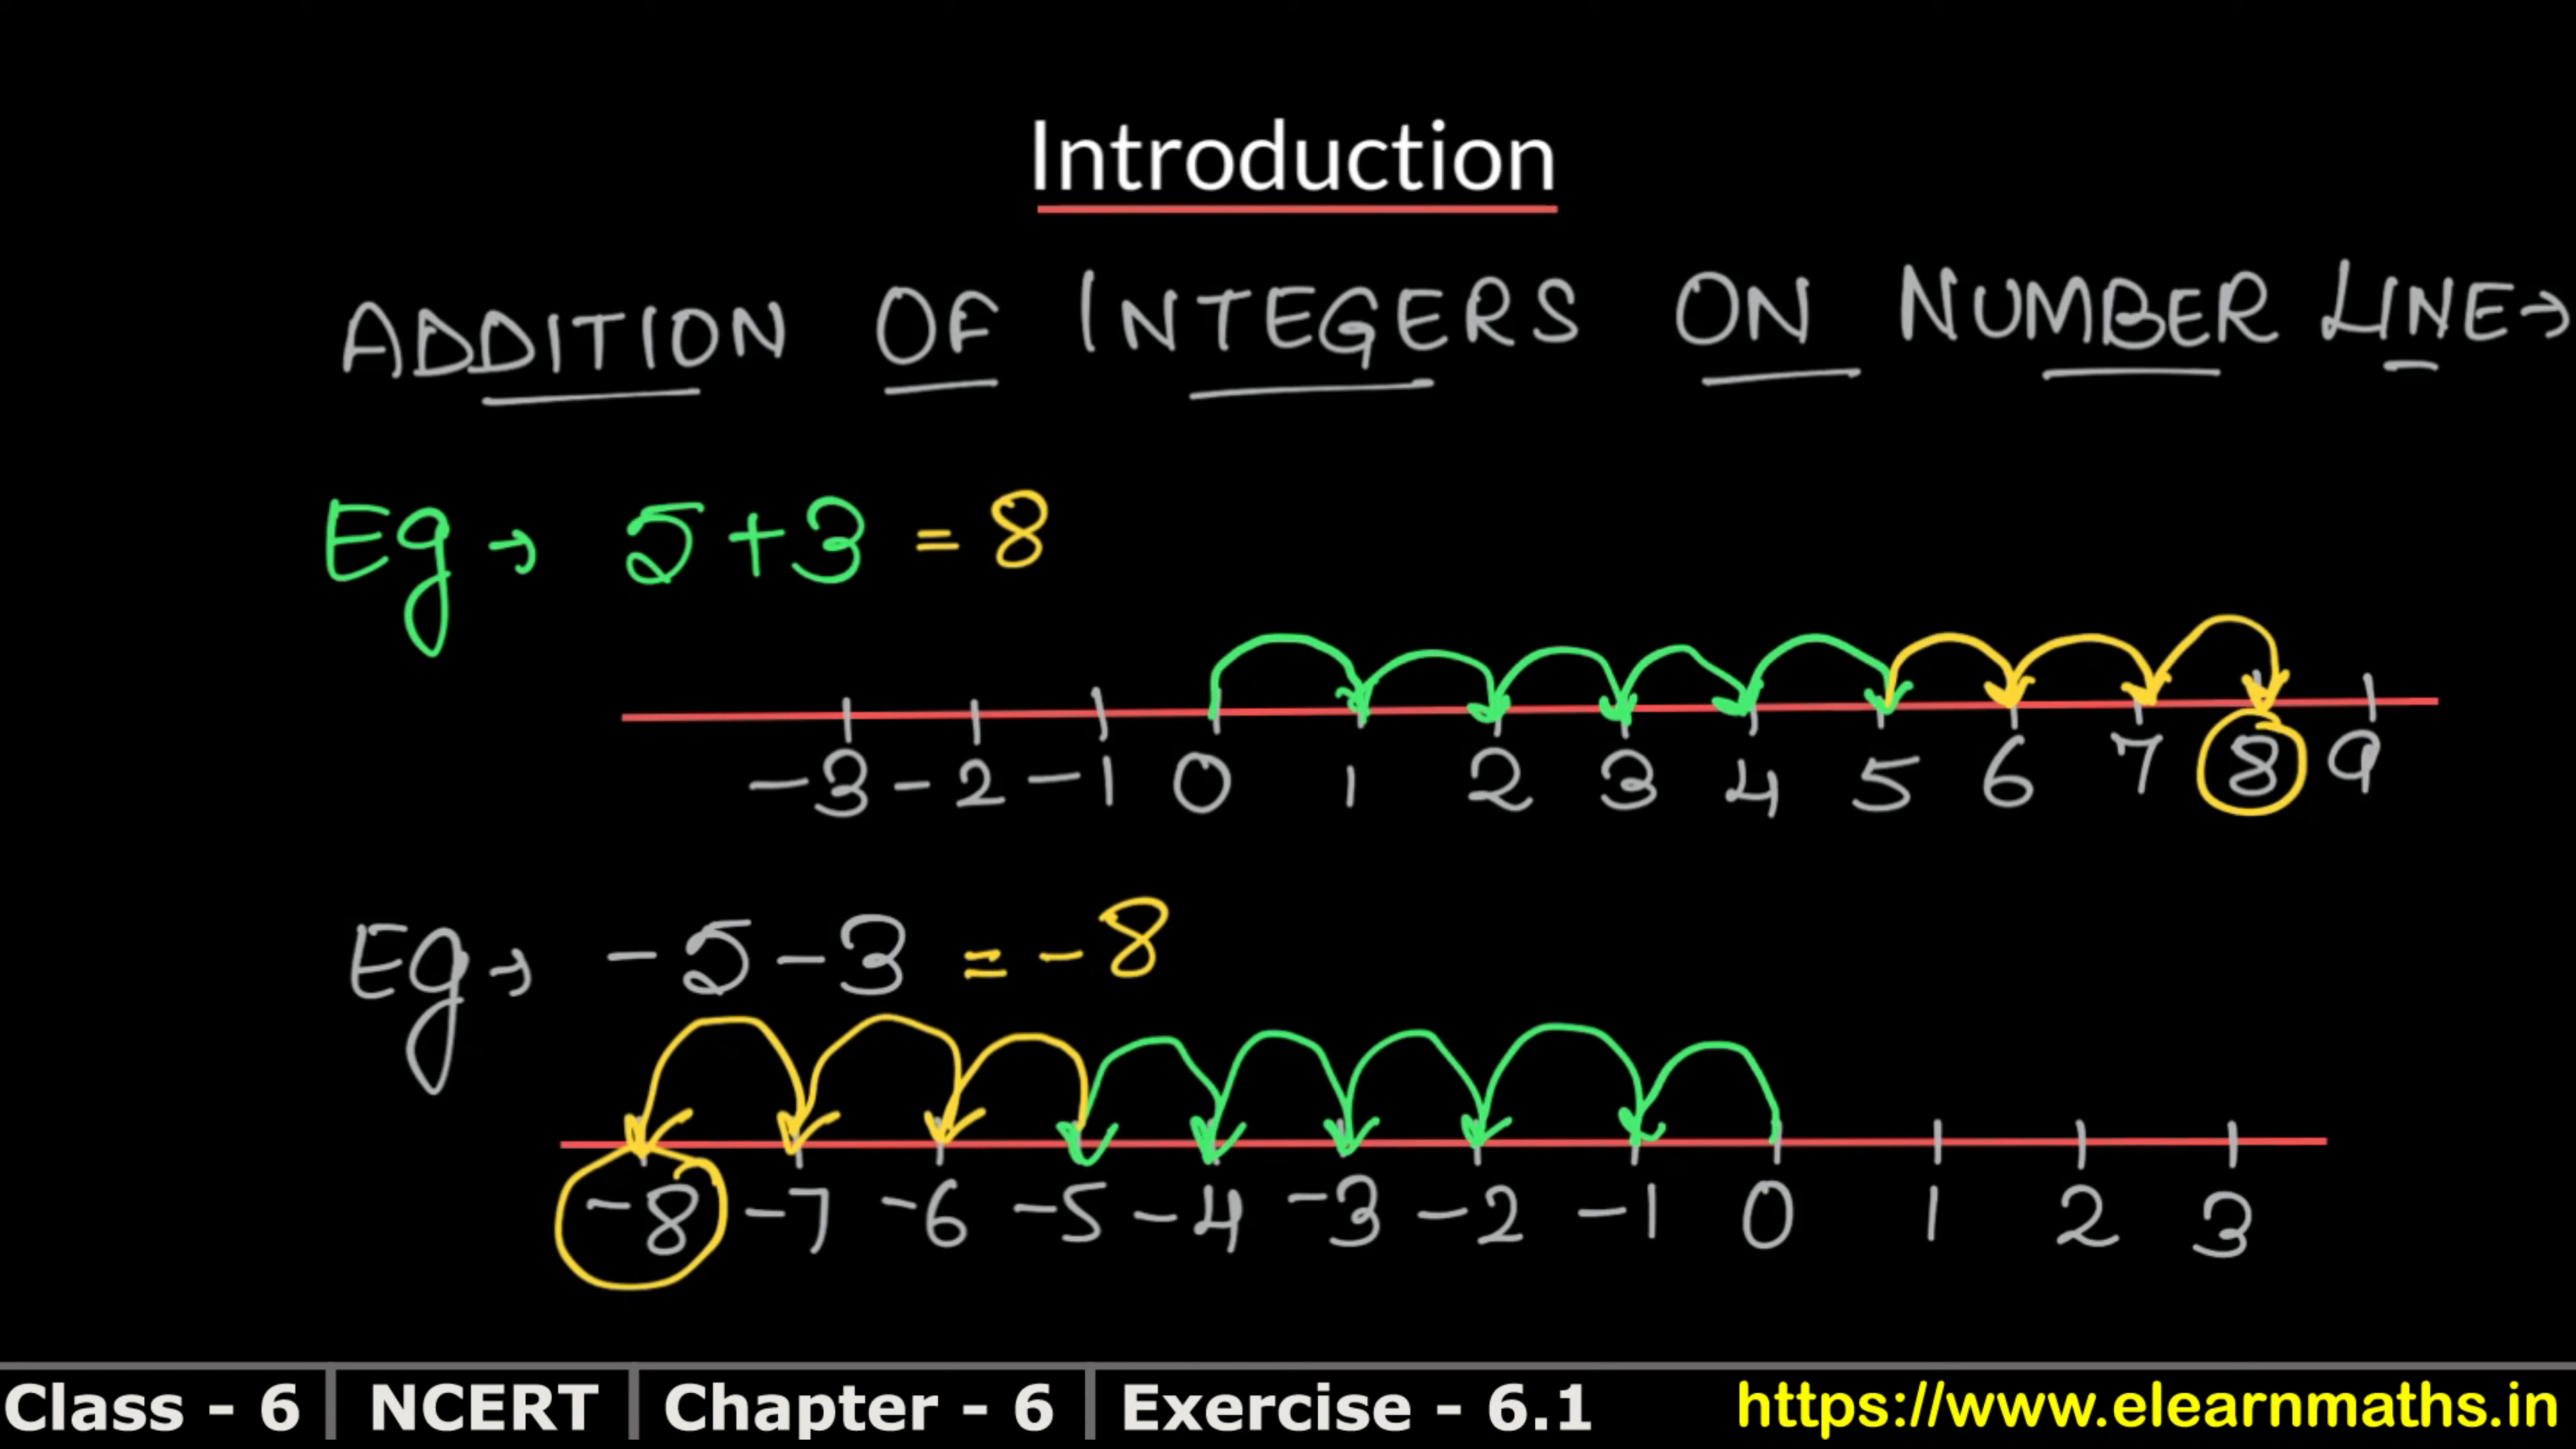 Introduction
ADDITION OF INTEGERS ON NUMBER LINE→
Eg → 5+3 = 8
-3 -2 -1 0 1 2 3 4 5 6 7 8 9
Eg → -5-3 = -8
-8 -7 -6 -5 -4 -3 -2 -1 0 1 2 3
Class - 6 | NCERT | Chapter - 6 | Exercise - 6.1 https://www.elearnmaths.in